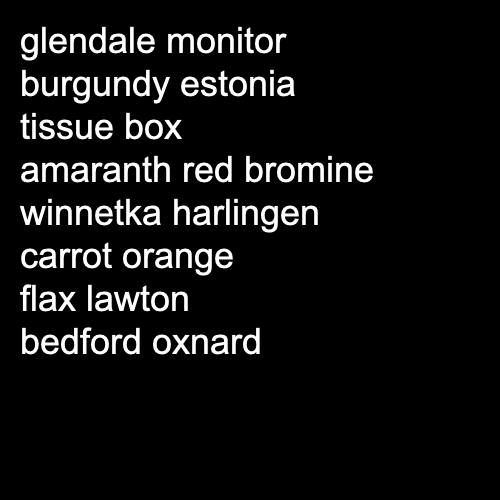 glendale monitor
burgundy estonia
tissue box
amaranth red bromine
winnetka harlingen
carrot orange
flax lawton
bedford oxnard